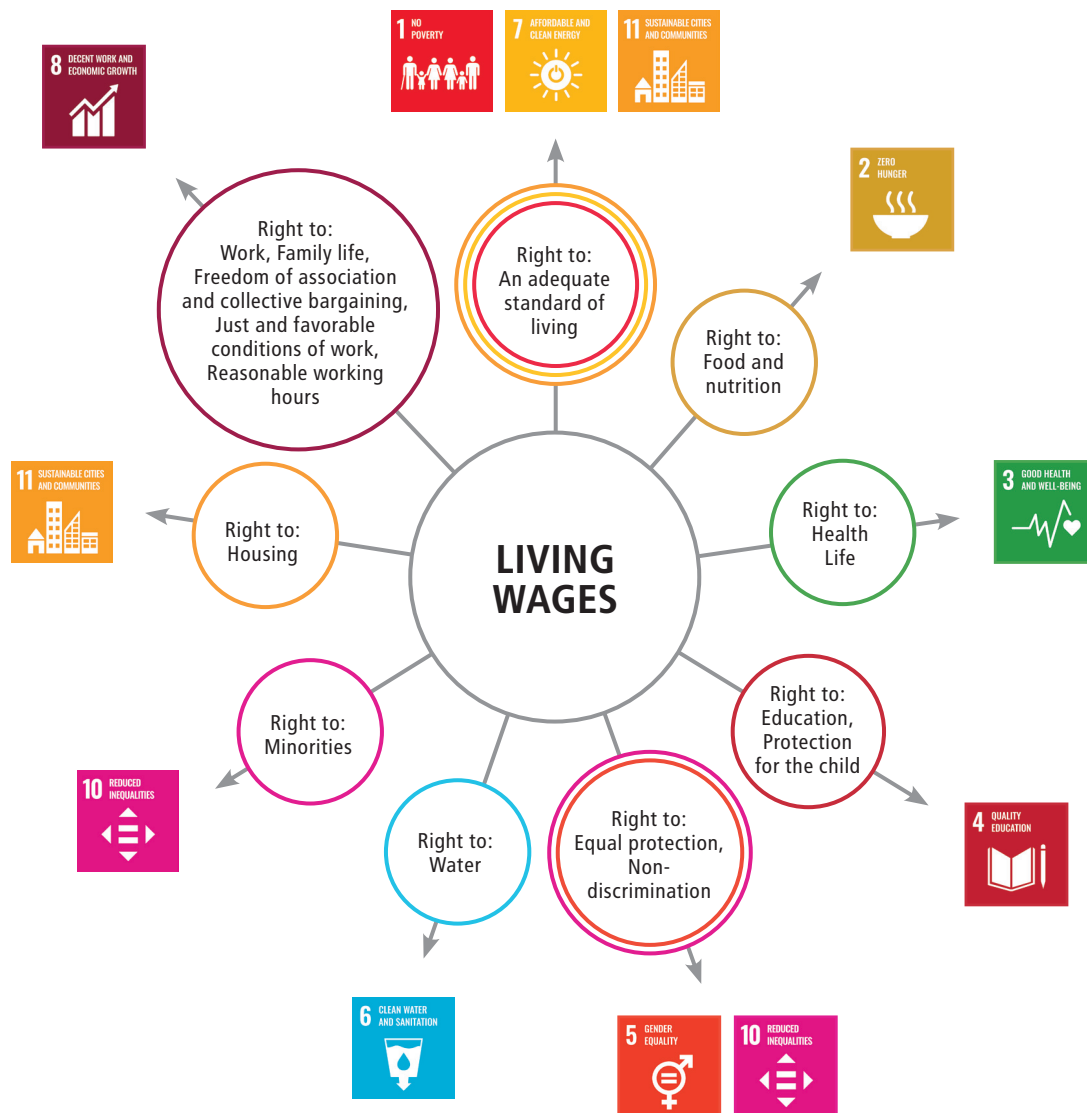 1 NO
POVERTY
7 AFFORDABLE AND
CLEAN ENERGY
11 SUSTAINABLE CITIES
AND COMMUNITIES
8 DECENT WORK AND
ECONOMIC GROWTH
2 ZERO
HUNGER
Right to:
Work, Family life,
Freedom of association
and collective bargaining,
Just and favorable
conditions of work,
Reasonable working
hours
Right to:
An adequate
standard of
living
Right to:
Food and
nutrition
11 SUSTAINABLE CITIES
AND COMMUNITIES
Right to:
Housing
LIVING
WAGES
Right to:
Health
Life
3 GOOD HEALTH
AND WELL-BEING
Right to:
Minorities
Right to:
Education,
Protection
for the child
10 REDUCED
INEQUALITIES
Right to:
Water
Right to:
Equal protection,
Non-
discrimination
4 QUALITY
EDUCATION
6 CLEAN WATER
AND SANITATION
5 GENDER
EQUALITY
10 REDUCED
INEQUALITIES